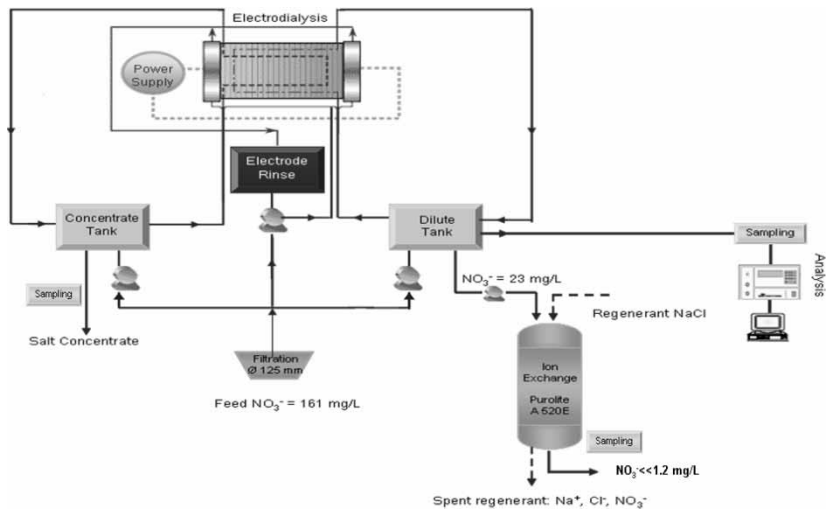 Electrodialysis
Power
Supply
Electrode
Rinse
Concentrate
Tank
Dilute
Tank
Sampling
Analysis
Sampling
NO₃⁻ = 23 mg/L
Regenerant NaCl
Salt Concentrate
Filtration
Ø 125 mm
Feed NO₃⁻ = 161 mg/L
Ion
Exchange
Purolite
A 520E
Sampling
NO₃⁻<<1.2 mg/L
Spent regenerant: Na⁺, Cl⁻, NO₃⁻